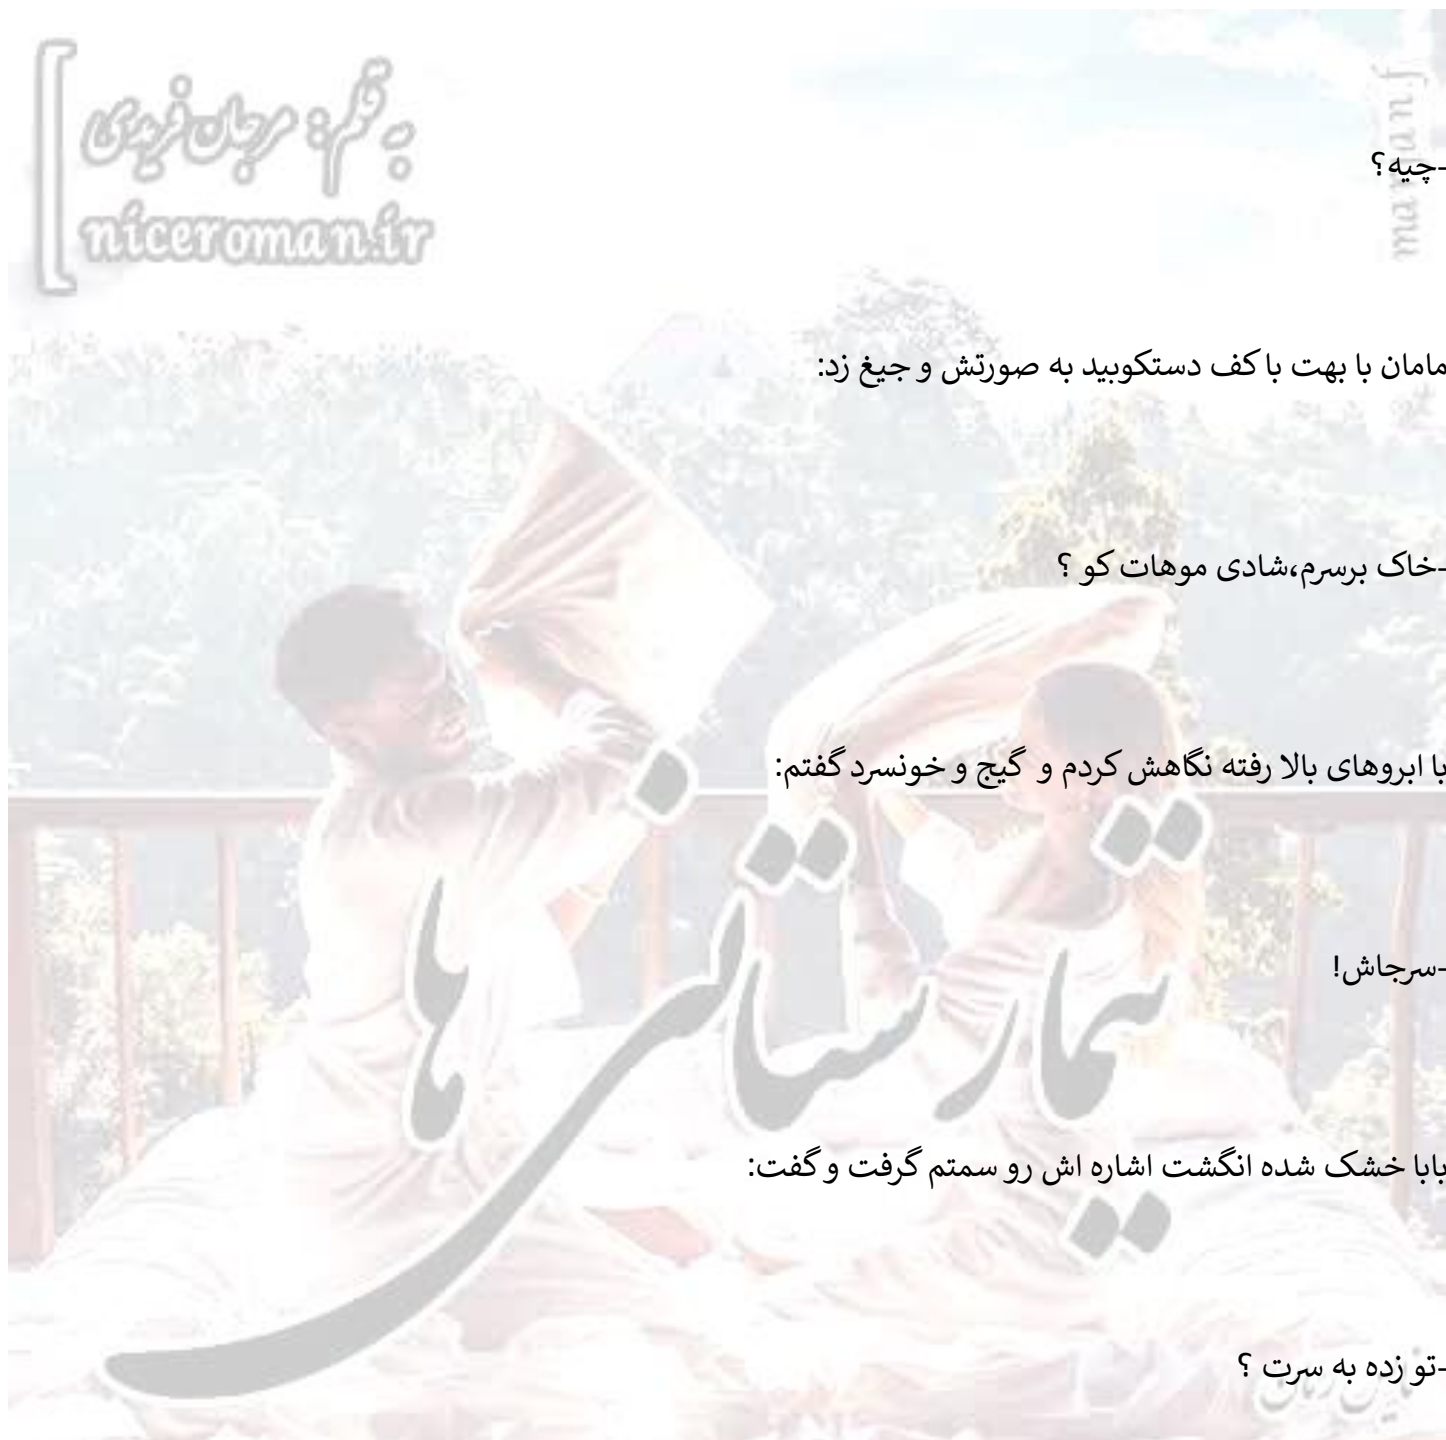 به قلم: مرجان فریدی
niceroman.ir
marjan.f
-چیه؟
مامان با بهت با کف دستکوبید به صورتش و جیغ زد:
-خاک برسرم،شادی موهات کو ؟
با ابروهای بالا رفته نگاهش کردم و گیج و خونسرد گفتم:
-سرجاش!
تیمارستانی ها
بابا خشک شده انگشت اشاره اش رو سمتم گرفت و گفت:
-تو زده به سرت ؟